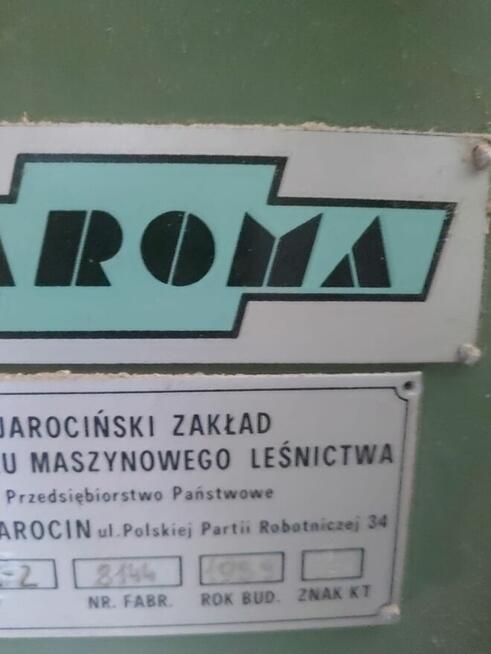 AROMA
JAROCIŃSKI ZAKŁAD
U MASZYNOWEGO LEŚNICTWA
Przedsiębiorstwo Państwowe
AROCIN ul.Polskiej Partii Robotniczej 34
-2 8144
NR. FABR. ROK BUD. ZNAK KT